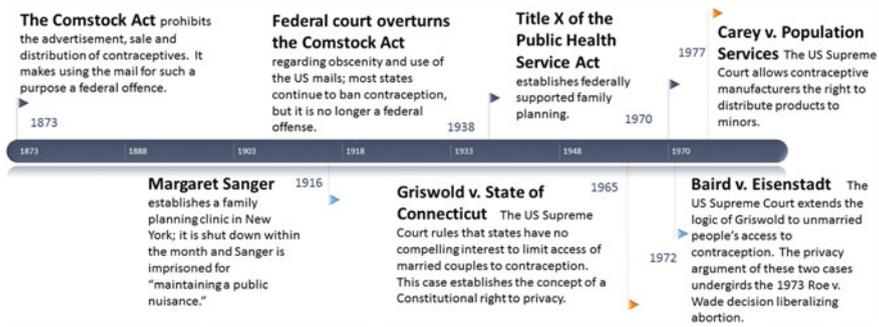 The Comstock Act prohibits
the advertisement, sale and
distribution of contraceptives. It
makes using the mail for such a
purpose a federal offence.
1873
Federal court overturns
the Comstock Act
regarding obscenity and use of
the US mails; most states
continue to ban contraception,
but it is no longer a federal
offense.
1938
Title X of the
Public Health
Service Act
establishes federally
supported family
planning.
1970
1977
Carey v. Population
Services The US Supreme
Court allows contraceptive
manufacturers the right to
distribute products to
minors.
1873 1888 1903 1918 1933 1948 1970
Margaret Sanger
establishes a family
planning clinic in New
York; it is shut down within
the month and Sanger is
imprisoned for
"maintaining a public
nuisance."
1916
Griswold v. State of
Connecticut The US Supreme
Court rules that states have no
compelling interest to limit access of
married couples to contraception.
This case establishes the concept of a
Constitutional right to privacy.
1965
1972
Baird v. Eisenstadt The
US Supreme Court extends the
logic of Griswold to unmarried
people's access to
contraception. The privacy
argument of these two cases
undergirds the 1973 Roe v.
Wade decision liberalizing
abortion.